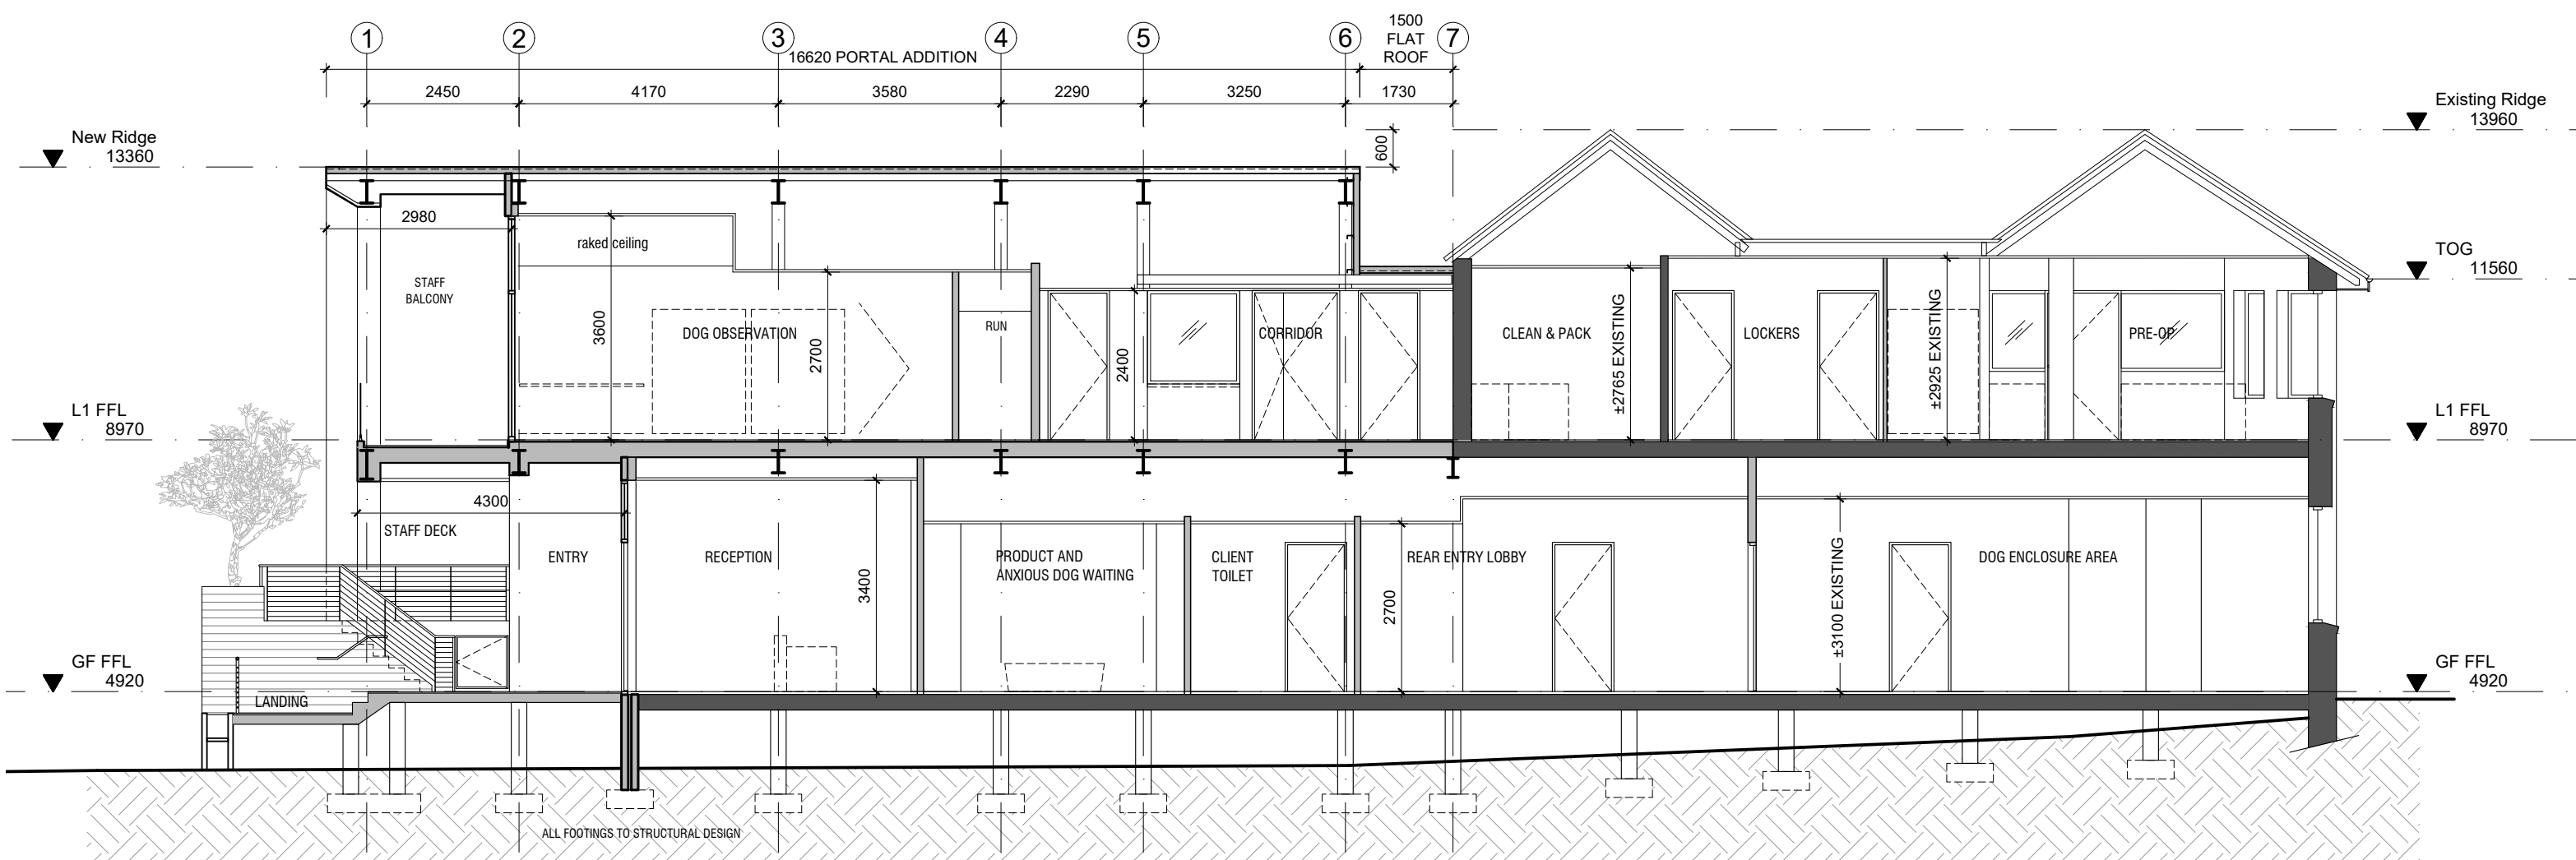 1500
FLAT
ROOF
1
2
3
4
5
6
7
16620 PORTAL ADDITION
2450
4170
3580
2290
3250
1730
Existing Ridge
13960
New Ridge
13360
600
2980
raked ceiling
TOG
11560
STAFF
BALCONY
3600
DOG OBSERVATION
2700
RUN
2400
CORRIDOR
CLEAN & PACK
±2765 EXISTING
LOCKERS
±2925 EXISTING
PRE-OP
L1 FFL
8970
L1 FFL
8970
4300
STAFF DECK
ENTRY
RECEPTION
3400
PRODUCT AND
ANXIOUS DOG WAITING
CLIENT
TOILET
2700
REAR ENTRY LOBBY
±3100 EXISTING
DOG ENCLOSURE AREA
GF FFL
4920
GF FFL
4920
LANDING
ALL FOOTINGS TO STRUCTURAL DESIGN